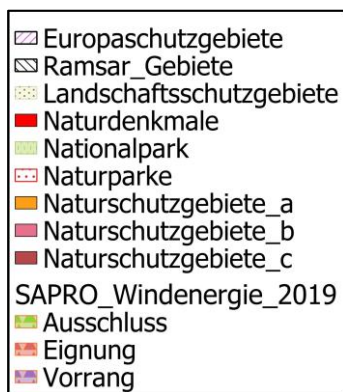 Europaschutzgebiete
Ramsar_Gebiete
Landschaftsschutzgebiete
Naturdenkmale
Nationalpark
Naturparke
Naturschutzgebiete_a
Naturschutzgebiete_b
Naturschutzgebiete_c
SAPRO_Windenergie_2019
Ausschluss
Eignung
Vorrang